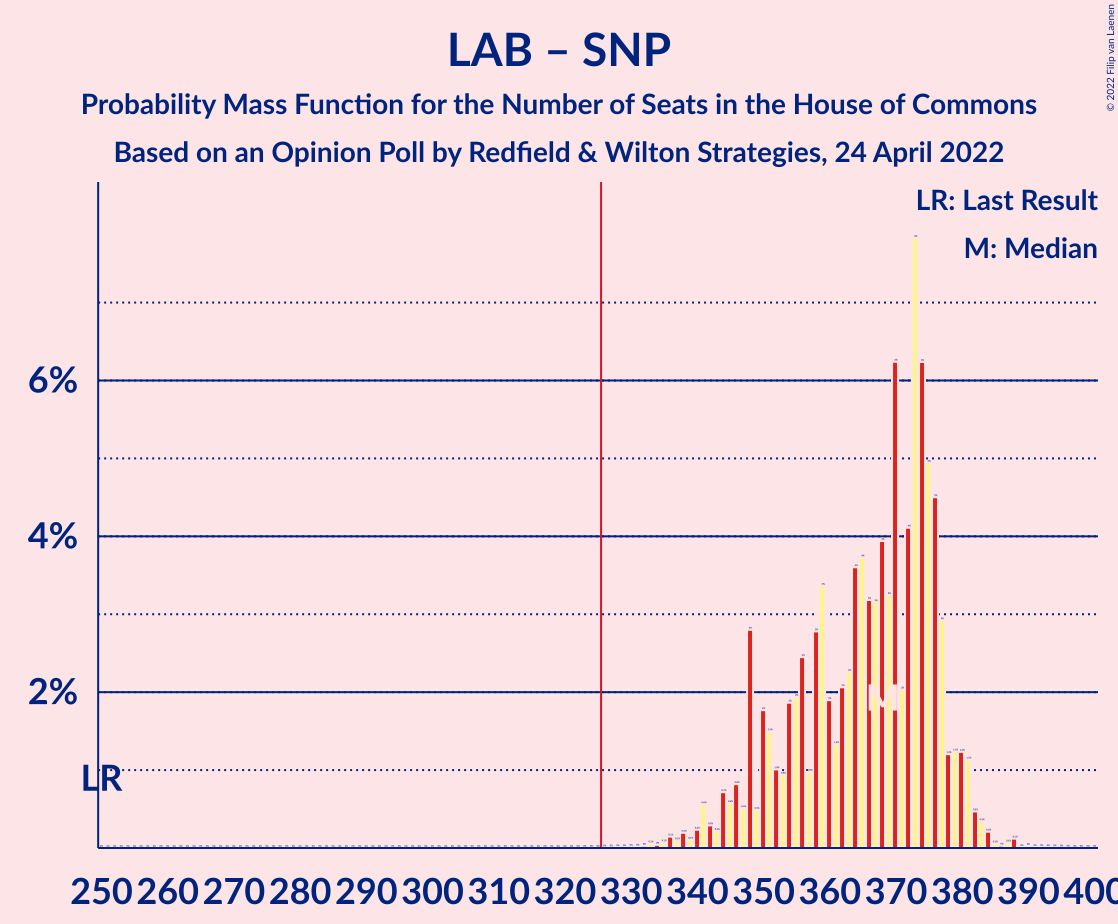 LAB – SNP
Probability Mass Function for the Number of Seats in the House of Commons
Based on an Opinion Poll by Redfield & Wilton Strategies, 24 April 2022
© 2022 Filip van Laenen
LR: Last Result
M: Median
6%
4%
2%
LR
M
250 260 270 280 290 300 310 320 330 340 350 360 370 380 390 400